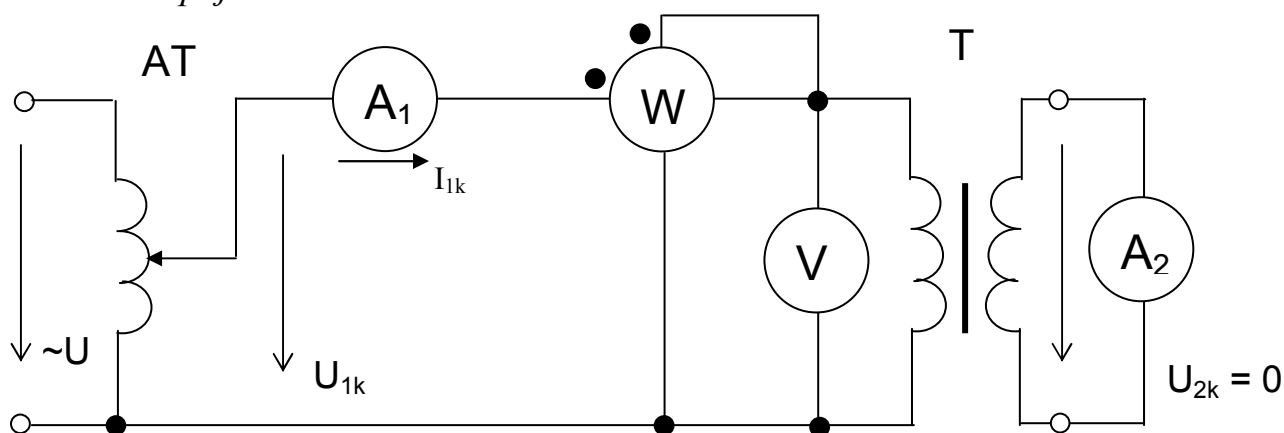 AT
T
A₁
W
I₁ₖ
V
A₂
~U
U₁ₖ
U₂ₖ = 0